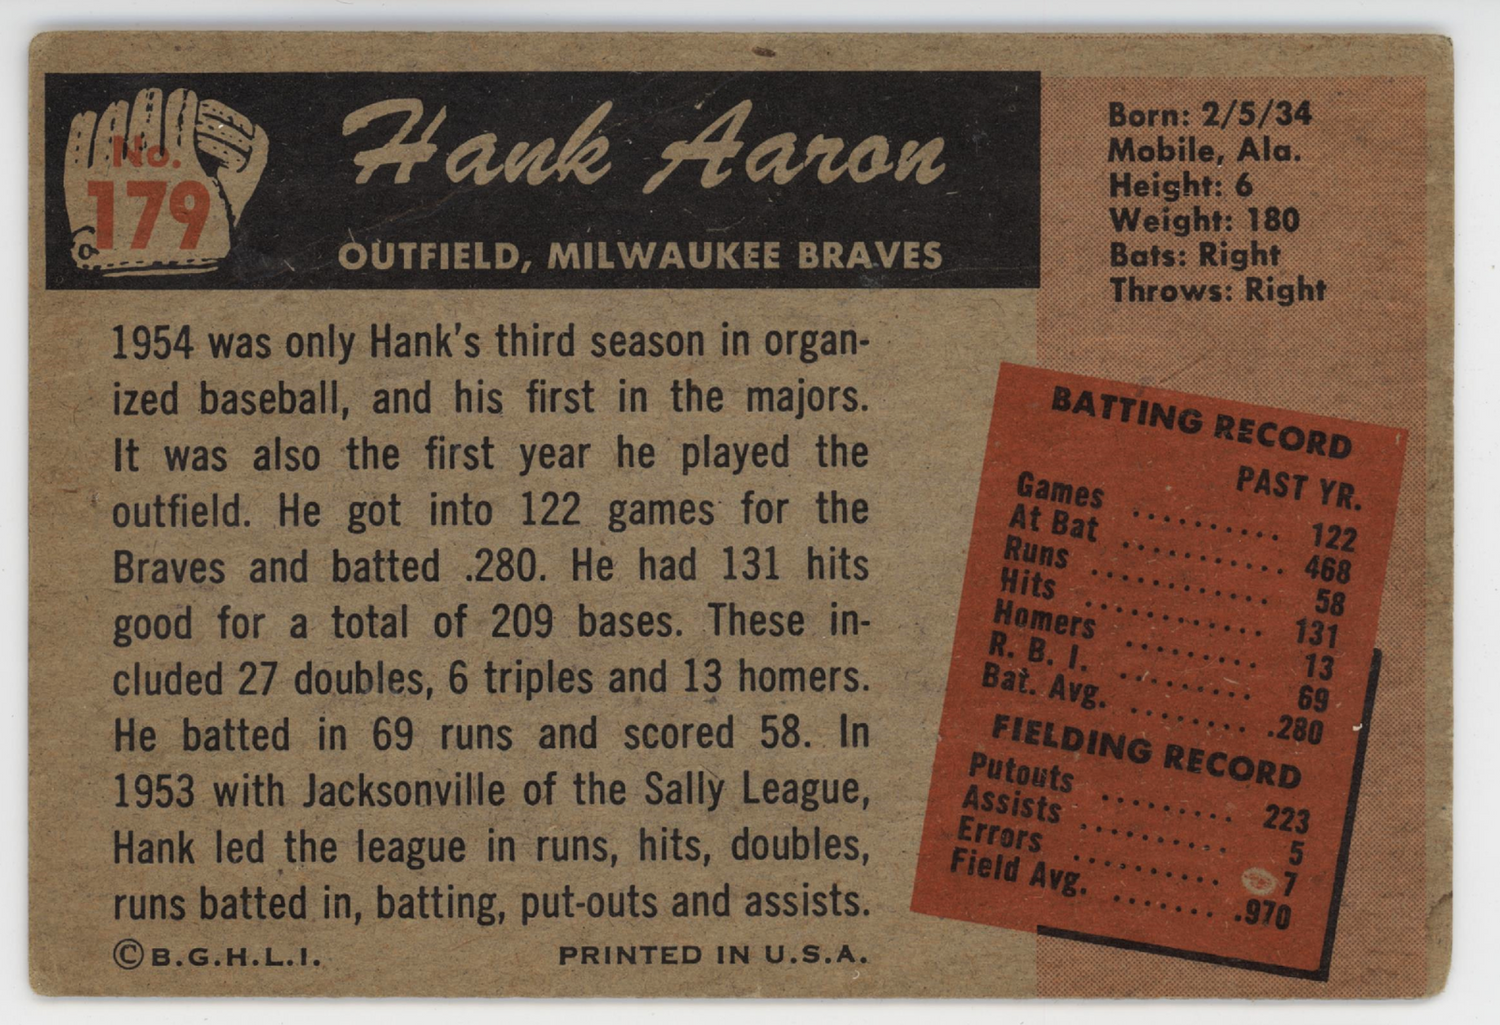 No.
179
Hank Aaron
OUTFIELD, MILWAUKEE BRAVES
Born: 2/5/34
Mobile, Ala.
Height: 6
Weight: 180
Bats: Right
Throws: Right
1954 was only Hank's third season in organ-
ized baseball, and his first in the majors.
It was also the first year he played the
outfield. He got into 122 games for the
Braves and batted .280. He had 131 hits
good for a total of 209 bases. These in-
cluded 27 doubles, 6 triples and 13 homers.
He batted in 69 runs and scored 58. In
1953 with Jacksonville of the Sally League,
Hank led the league in runs, hits, doubles,
runs batted in, batting, put-outs and assists.
©B.G.H.L.I. PRINTED IN U.S.A.
BATTING RECORD
PAST YR.
Games .......... 122
At Bat .......... 468
Runs ........... 58
Hits ........... 131
Homers ......... 13
R. B. I. ......... 69
Bat. Avg. ........ .280
FIELDING RECORD
Putouts ......... 223
Assists .......... 5
Errors .......... 7
Field Avg. ....... .970